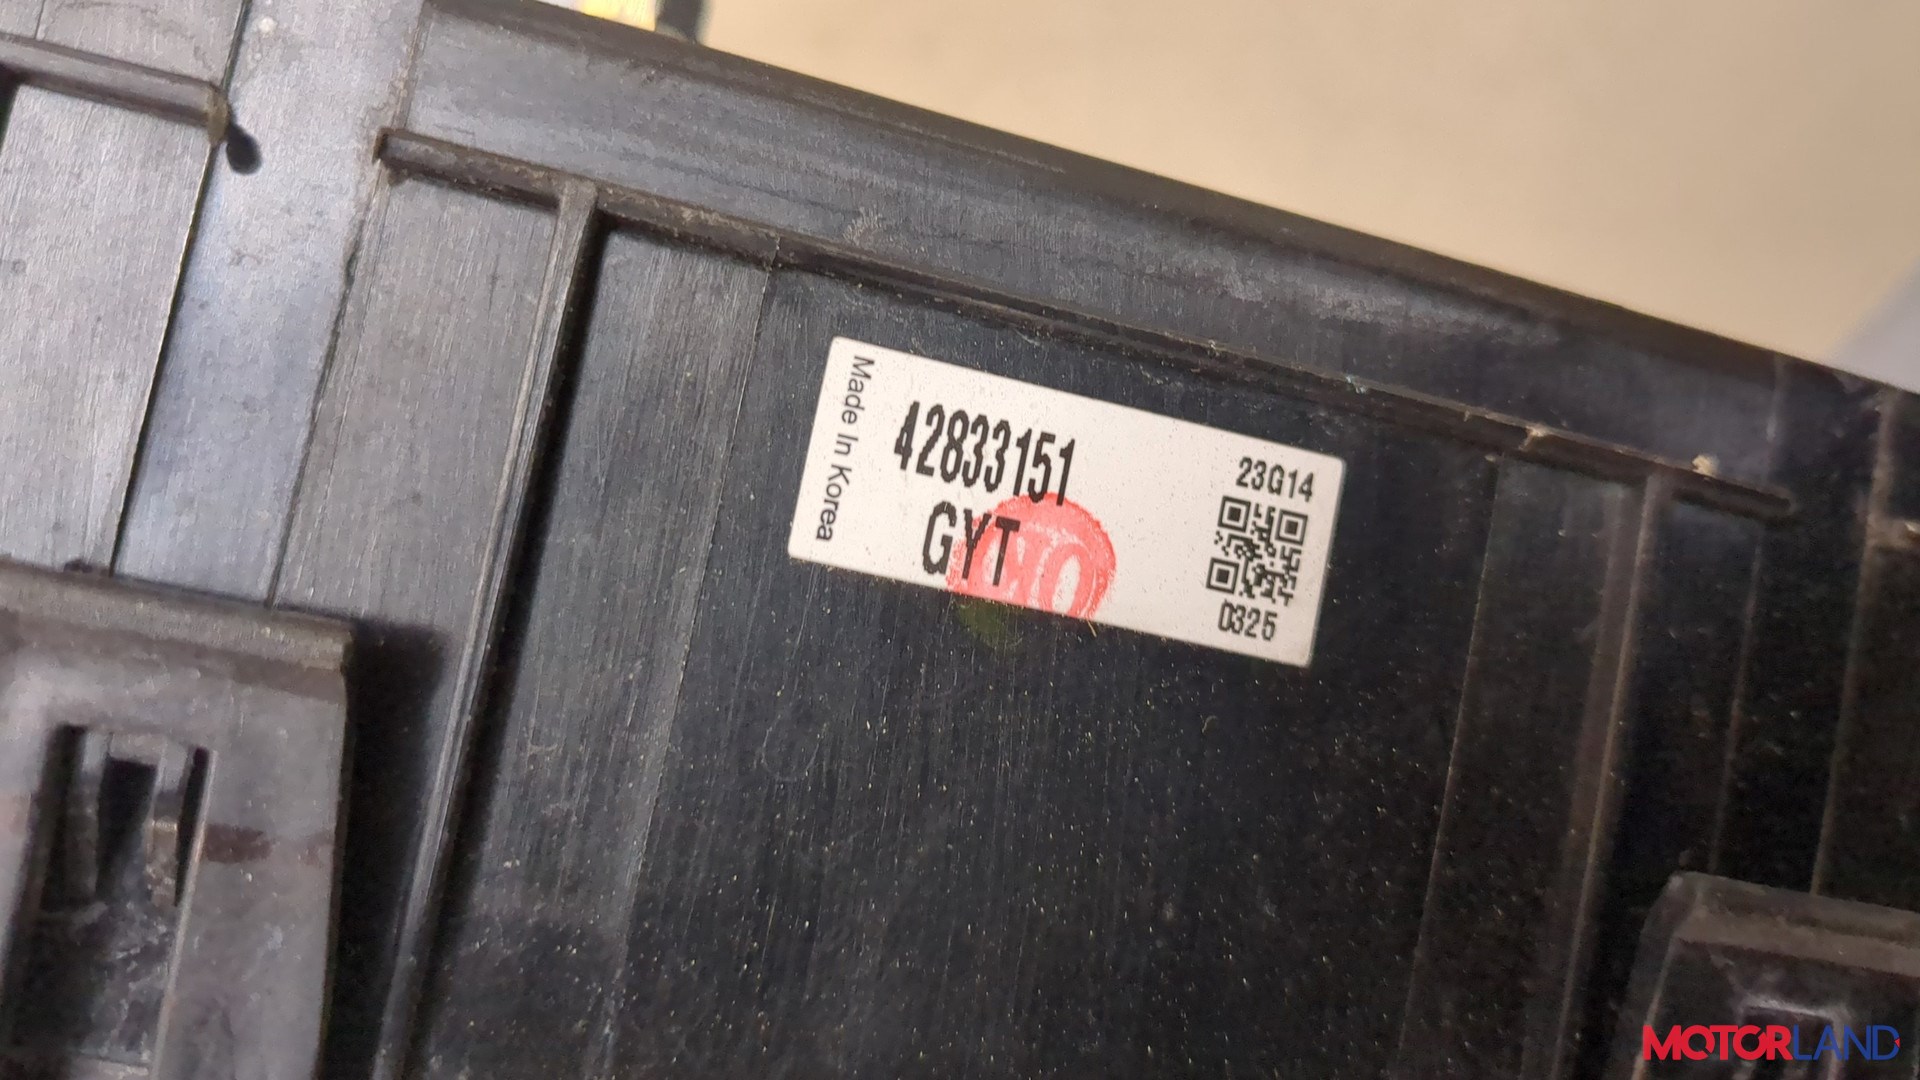 Made In Korea
42833151
GYT
23G14
0325
MOTORLAND